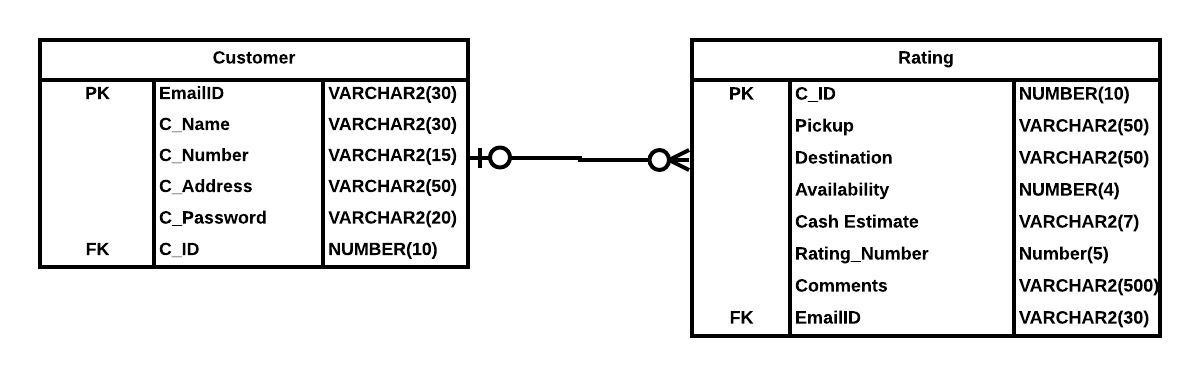 Customer
PK EmailID VARCHAR2(30)
C_Name VARCHAR2(30)
C_Number VARCHAR2(15)
C_Address VARCHAR2(50)
C_Password VARCHAR2(20)
FK C_ID NUMBER(10)
Rating
PK C_ID NUMBER(10)
Pickup VARCHAR2(50)
Destination VARCHAR2(50)
Availability NUMBER(4)
Cash Estimate VARCHAR2(7)
Rating_Number Number(5)
Comments VARCHAR2(500)
FK EmailID VARCHAR2(30)